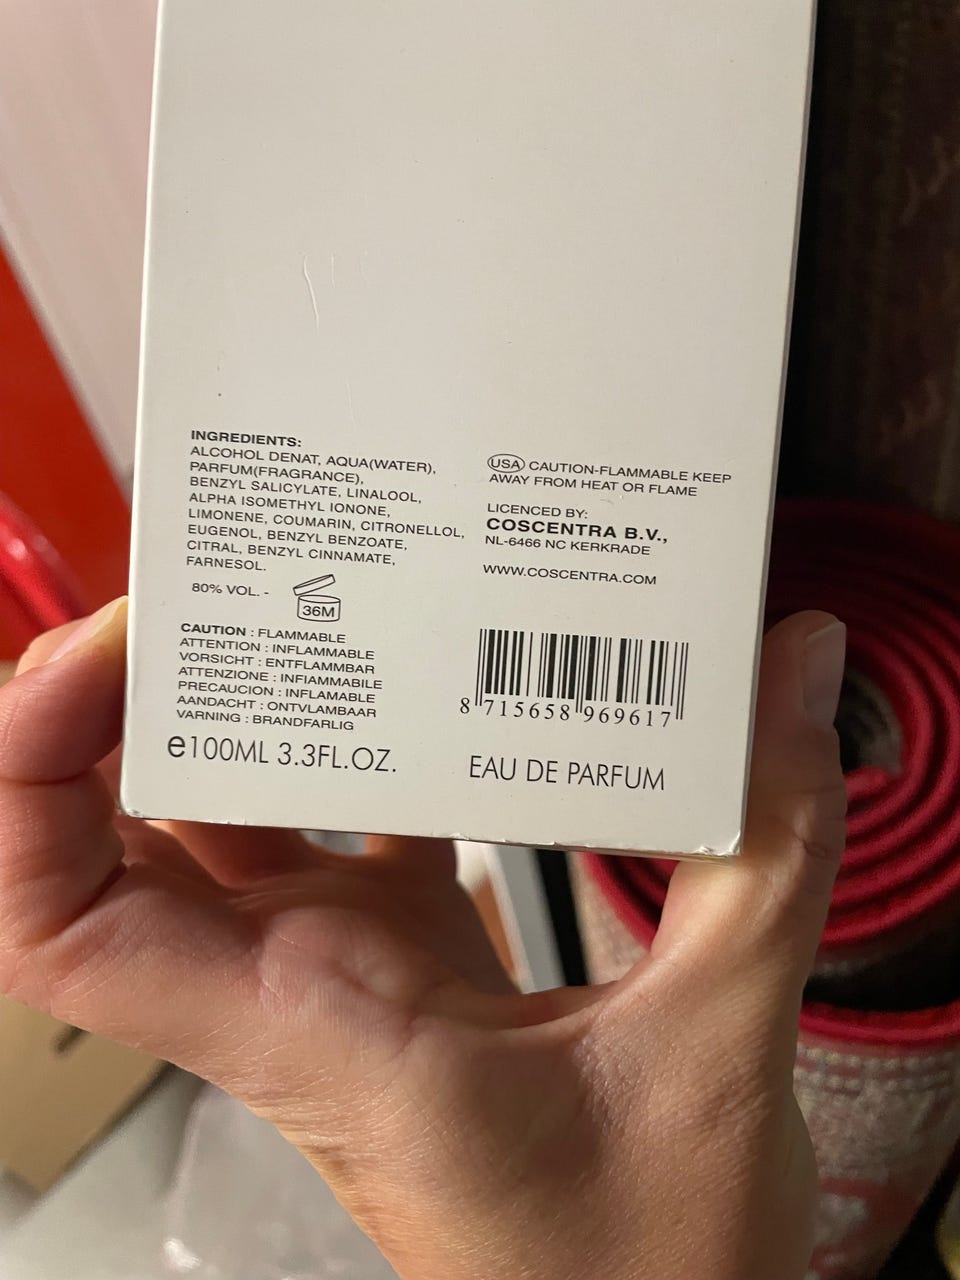 INGREDIENTS:
ALCOHOL DENAT, AQUA(WATER),
PARFUM(FRAGRANCE),
BENZYL SALICYLATE, LINALOOL,
ALPHA ISOMETHYL IONONE,
LIMONENE, COUMARIN, CITRONELLOL,
EUGENOL, BENZYL BENZOATE,
CITRAL, BENZYL CINNAMATE,
FARNESOL.
80% VOL. -
36M
CAUTION : FLAMMABLE
ATTENTION : INFLAMMABLE
VORSICHT : ENTFLAMMBAR
ATTENZIONE : INFIAMMABILE
PRECAUCION : INFLAMABLE
AANDACHT : ONTVLAMBAAR
VARNING : BRANDFARLIG
e100ML 3.3FL.OZ.
USA CAUTION-FLAMMABLE KEEP
AWAY FROM HEAT OR FLAME
LICENCED BY:
COSCENTRA B.V.,
NL-6466 NC KERKRADE
WWW.COSCENTRA.COM
8 715658 969617
EAU DE PARFUM